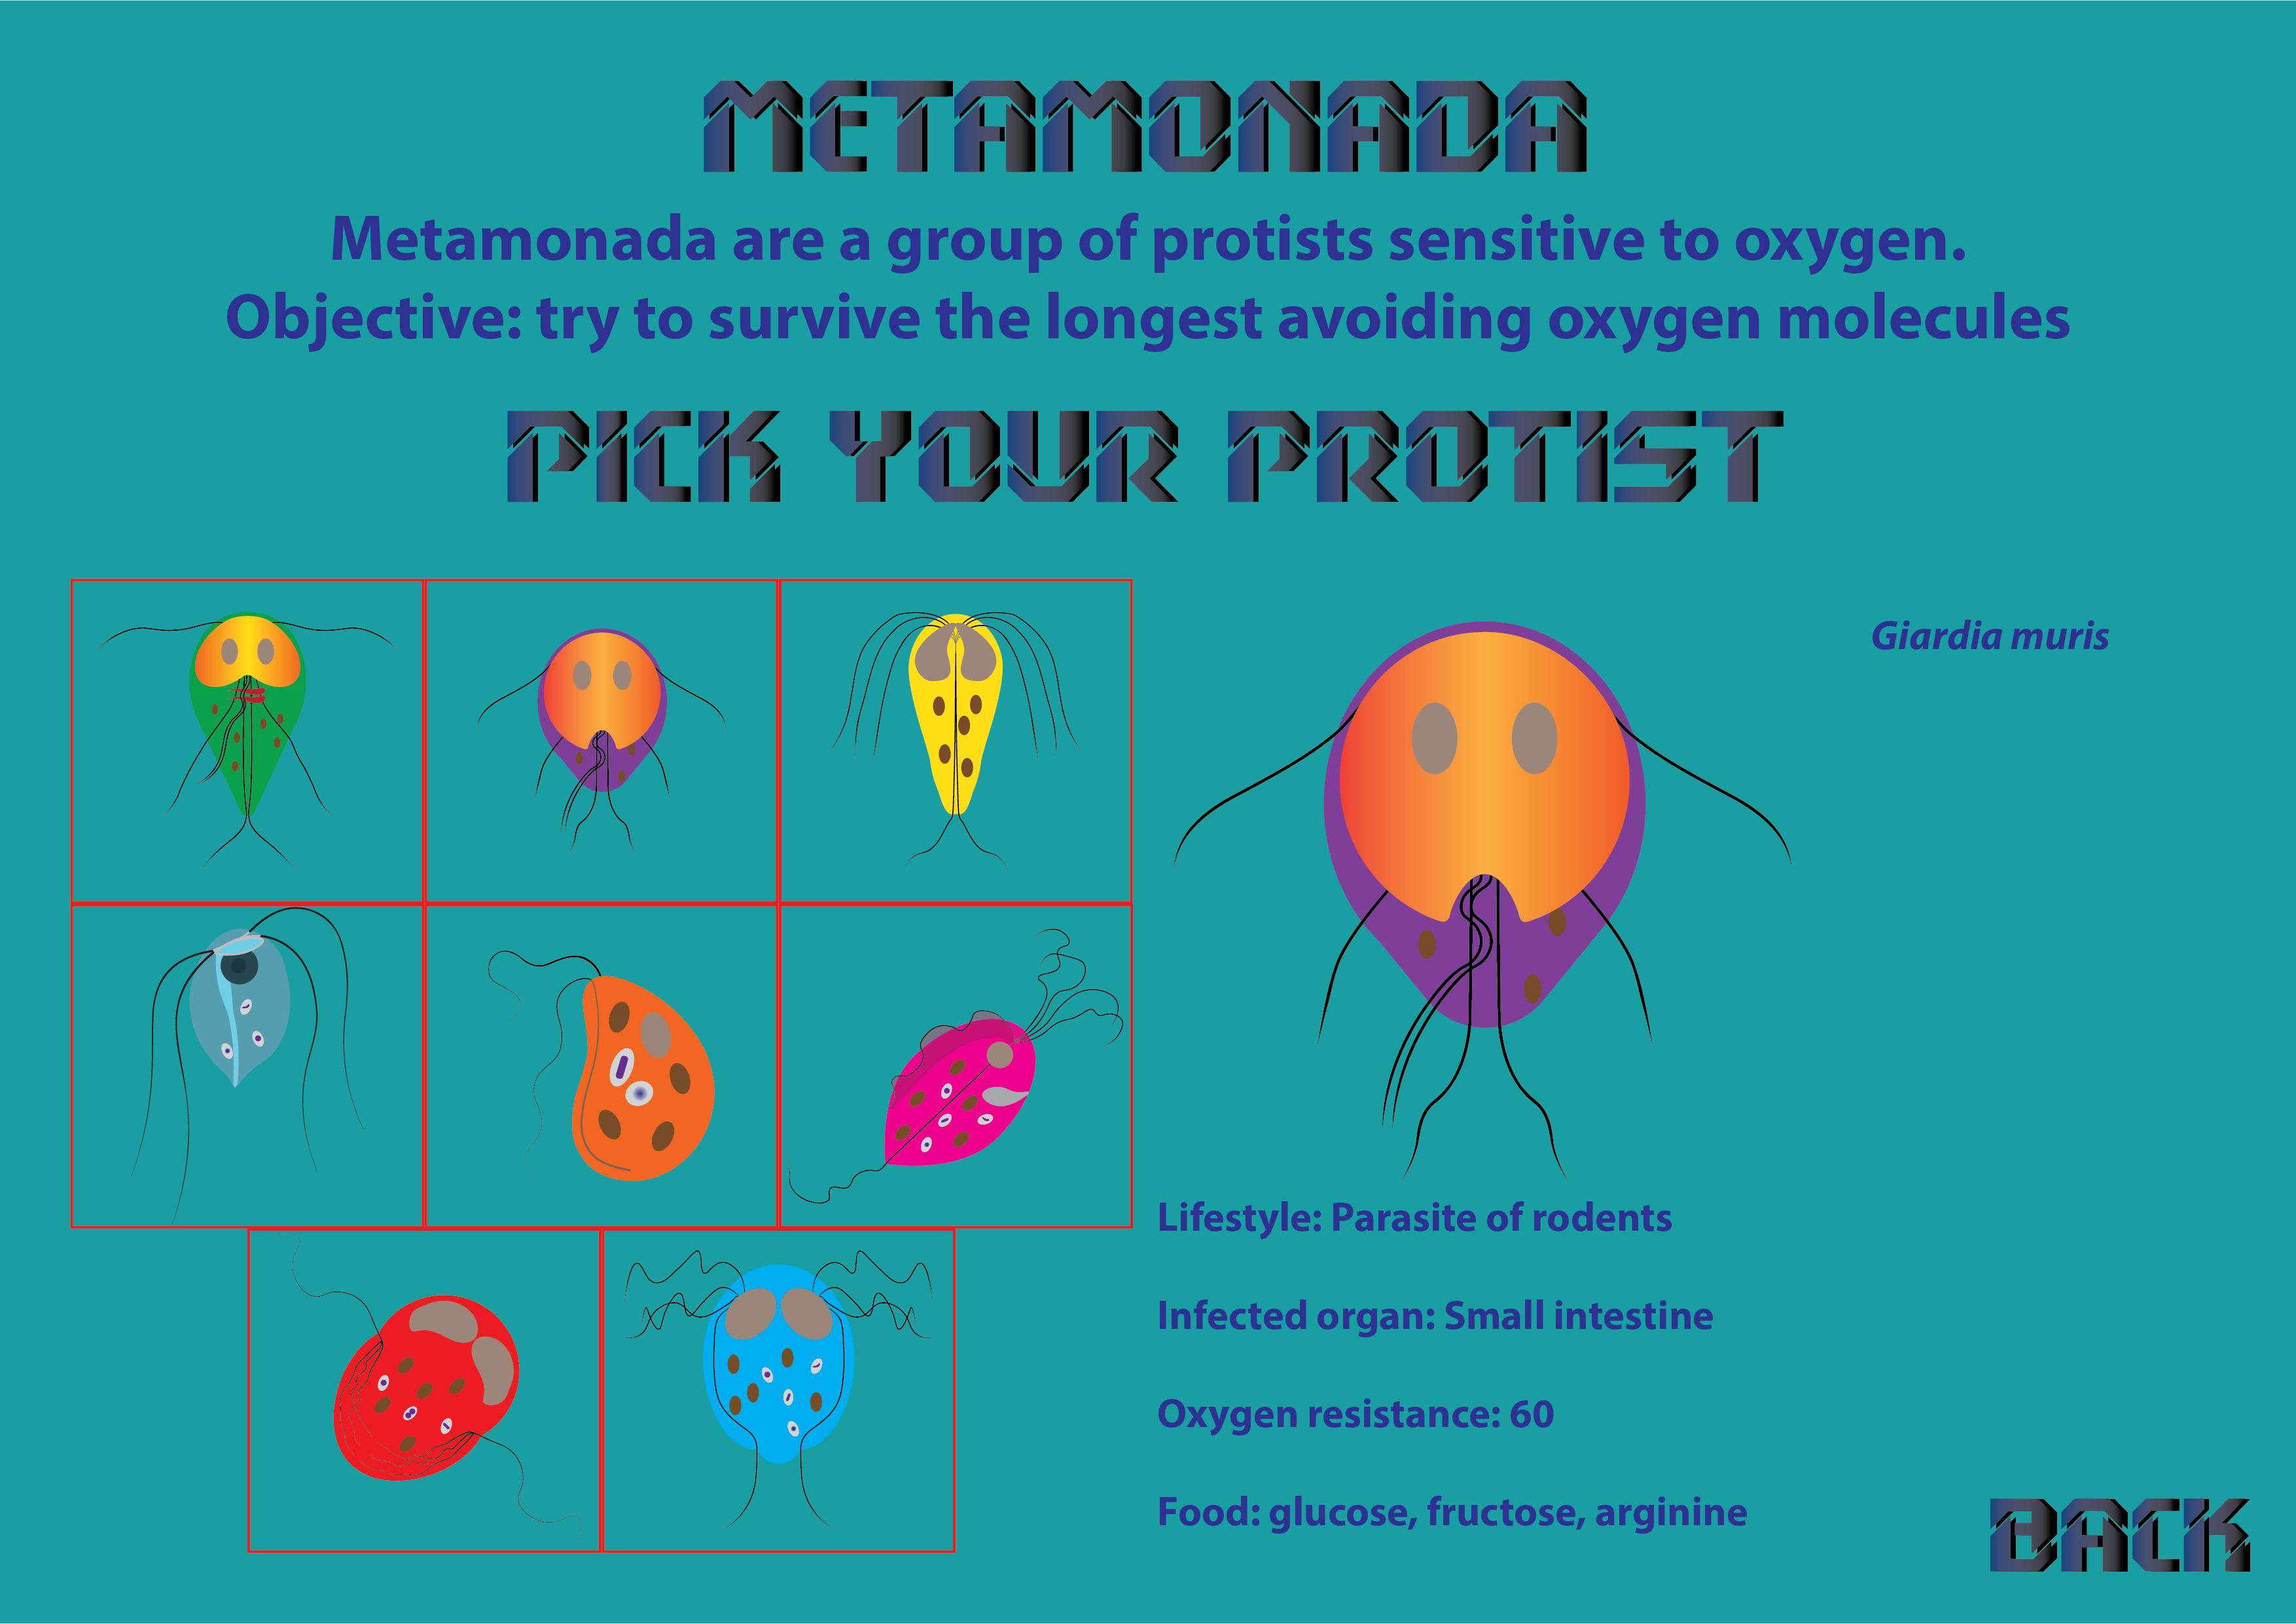 METAMONADA
Metamonada are a group of protists sensitive to oxygen.
Objective: try to survive the longest avoiding oxygen molecules
PICK YOUR PROTIST
Giardia muris
Lifestyle: Parasite of rodents
Infected organ: Small intestine
Oxygen resistance: 60
Food: glucose, fructose, arginine
BACK